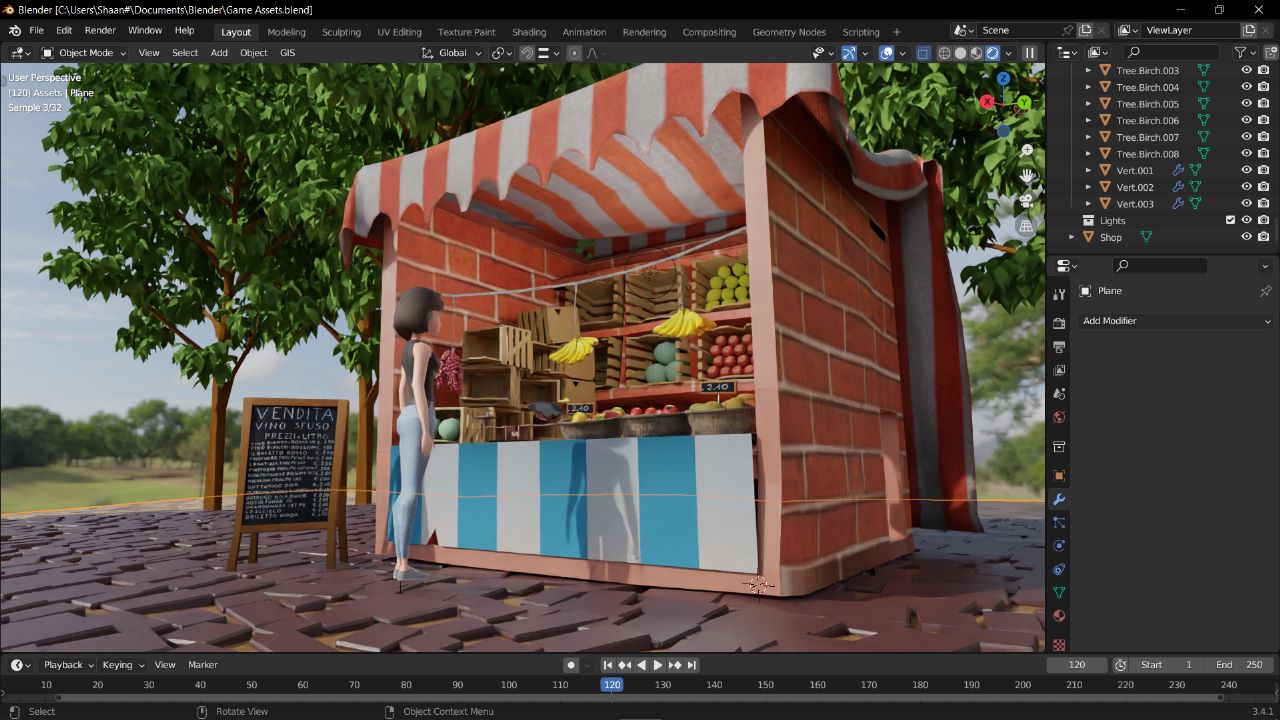 Blender [C:\Users\Shaan#\Documents\Blender\Game Assets.blend]
File Edit Render Window Help Layout Modeling Sculpting UV Editing Texture Paint Shading Animation Rendering Compositing Geometry Nodes Scripting + Scene ViewLayer
Object Mode View Select Add Object GIS Global
User Perspective
(120) Assets | Plane
Sample 3/32
Z
X Y
Tree.Birch.003
Tree.Birch.004
Tree.Birch.005
Tree.Birch.006
Tree.Birch.007
Tree.Birch.008
Vert.001
Vert.002
Vert.003
Lights
Shop
Plane
Add Modifier
2.10
2.10
VENDITA
VINO SFUSO
PREZZI-LITRO
Playback Keying View Marker 120 Start 1 End 250
10 20 30 40 50 60 70 80 90 100 110 120 130 140 150 160 170 180 190 200 210 220 230 240
Select Rotate View Object Context Menu 3.4.1